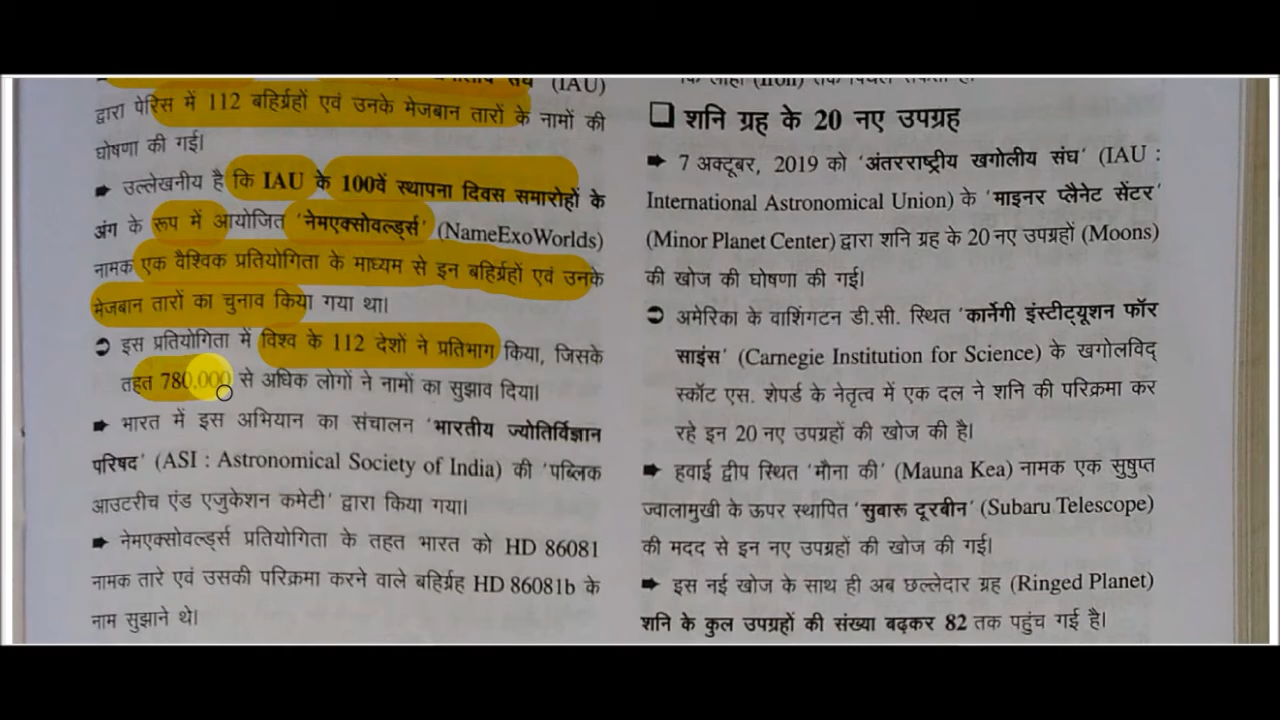 (IAU)
द्वारा पेरिस में 112 बहिर्ग्रहों एवं उनके मेजबान तारों के नामों की
घोषणा की गई।
➨ उल्लेखनीय है कि IAU के 100वें स्थापना दिवस समारोहों के
अंग के रूप में आयोजित 'नेमएक्सोवर्ल्ड्स' (NameExoWorlds)
नामक एक वैश्विक प्रतियोगिता के माध्यम से इन बहिर्ग्रहों एवं उनके
मेजबान तारों का चुनाव किया गया था।
➲ इस प्रतियोगिता में विश्व के 112 देशों ने प्रतिभाग किया, जिसके
तहत 780,000 से अधिक लोगों ने नामों का सुझाव दिया।
➨ भारत में इस अभियान का संचालन 'भारतीय ज्योतिर्विज्ञान
परिषद' (ASI : Astronomical Society of India) की 'पब्लिक
आउटरीच एंड एजुकेशन कमेटी' द्वारा किया गया।
➨ नेमएक्सोवर्ल्ड्स प्रतियोगिता के तहत भारत को HD 86081
नामक तारे एवं उसकी परिक्रमा करने वाले बहिर्ग्रह HD 86081b के
नाम सुझाने थे।
❑ शनि ग्रह के 20 नए उपग्रह
➨ 7 अक्टूबर, 2019 को 'अंतरराष्ट्रीय खगोलीय संघ' (IAU :
International Astronomical Union) के 'माइनर प्लैनेट सेंटर'
(Minor Planet Center) द्वारा शनि ग्रह के 20 नए उपग्रहों (Moons)
की खोज की घोषणा की गई।
➲ अमेरिका के वाशिंगटन डी.सी. स्थित 'कार्नेगी इंस्टीट्यूशन फॉर
साइंस' (Carnegie Institution for Science) के खगोलविद्
स्कॉट एस. शेपर्ड के नेतृत्व में एक दल ने शनि की परिक्रमा कर
रहे इन 20 नए उपग्रहों की खोज की है।
➨ हवाई द्वीप स्थित 'मौना की' (Mauna Kea) नामक एक सुषुप्त
ज्वालामुखी के ऊपर स्थापित 'सुबारू दूरबीन' (Subaru Telescope)
की मदद से इन नए उपग्रहों की खोज की गई।
➨ इस नई खोज के साथ ही अब छल्लेदार ग्रह (Ringed Planet)
शनि के कुल उपग्रहों की संख्या बढ़कर 82 तक पहुंच गई है।